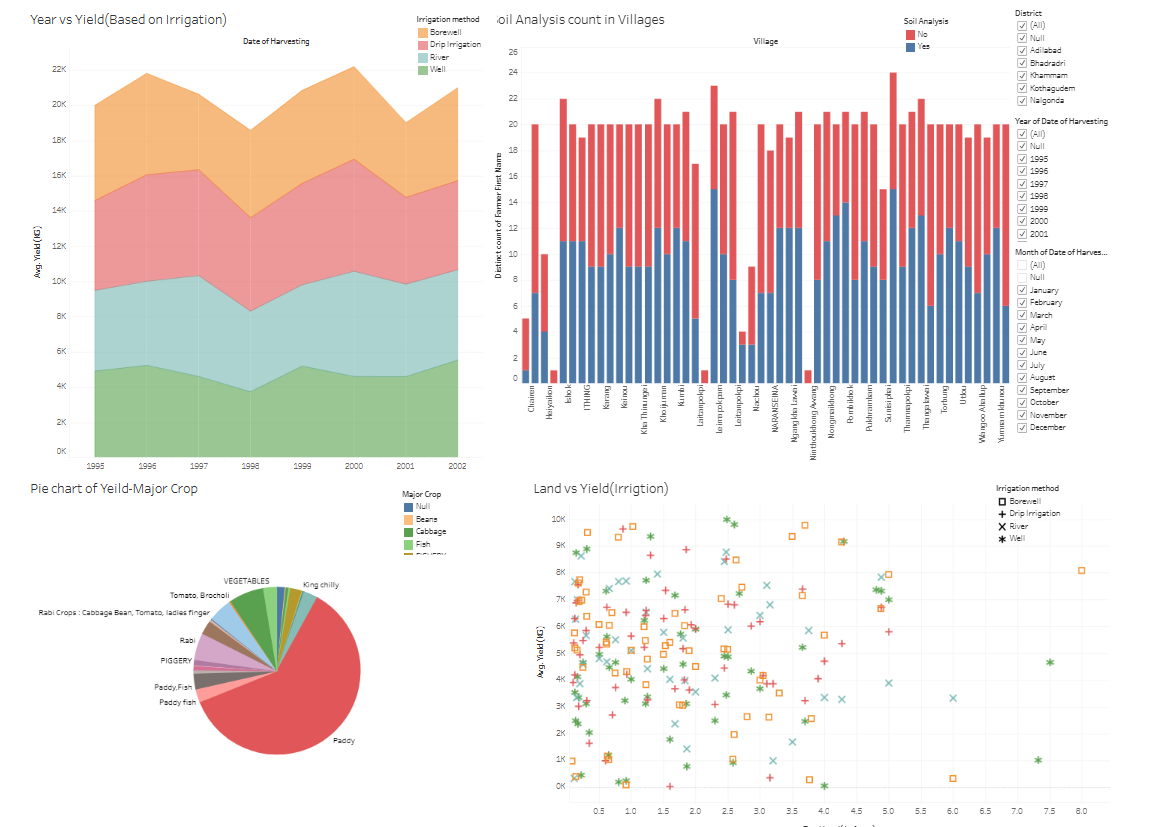 Year vs Yield(Based on Irrigation)
Irrigation method
Borewell
Drip Irrigation
River
Well
Date of Harvesting
22K
20K
18K
16K
14K
12K
10K
8K
6K
4K
2K
0K
Avg. Yield (KG)
1995 1996 1997 1998 1999 2000 2001 2002
oil Analysis count in Villages
Soil Analysis
No
Yes
Village
26
24
22
20
18
16
14
12
10
8
6
4
2
0
Distinct count of Farmer First Name
Chairen
Heiyailon
Ishok
ITHING
Karang
Keinou
Kha Thinungei
Khoijuman
Kumbi
Laitanpokpi
Leimapokpam
Leitanpokpi
Nachou
NARANSEINA
Ngangkha Lawai
Ninthoukhong Awang
Nongmaikhong
Pombikhok
Pukhrambam
Sunusiphai
Thamnapokpi
Thanga lawai
Torbung
Utlou
Wangoo Ahallup
Yumnam khunou
District
(All)
Null
Adilabad
Bhadradri
Khammam
Kothagudem
Nalgonda
Year of Date of Harvesting
(All)
Null
1995
1996
1997
1998
1999
2000
2001
Month of Date of Harves...
(All)
Null
January
February
March
April
May
June
July
August
September
October
November
December
Pie chart of Yeild-Major Crop
Major Crop
Null
Beans
Cabbage
Fish
VEGETABLES
King chilly
Tomato, Brocholi
Rabi Crops : Cabbage Bean, Tomato, ladies finger
Rabi
PIGGERY
Paddy,Fish
Paddy fish
Paddy
Land vs Yield(Irrigtion)
Irrigation method
Borewell
Drip Irrigation
River
Well
10K
9K
8K
7K
6K
5K
4K
3K
2K
1K
0K
Avg. Yield (KG)
0.5 1.0 1.5 2.0 2.5 3.0 3.5 4.0 4.5 5.0 5.5 6.0 6.5 7.0 7.5 8.0